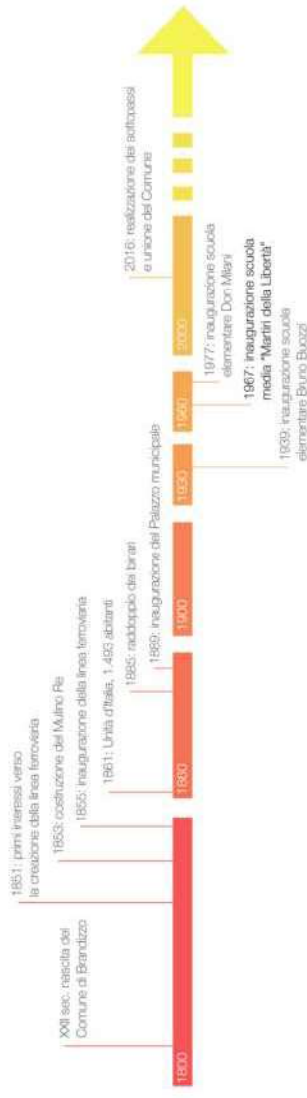 XXII sec. nascita del
Comune di Brandizzo
1851: primi interessi verso
la creazione della linea ferroviaria
1853: costruzione del Mulino Re
1855: inaugurazione della linea ferroviaria
1861: Unità d'Italia, 1.493 abitanti
1885: raddoppio dei binari
1889: inaugurazione del Palazzo municipale
1939: inaugurazione scuola
elementare Bruno Buozzi
1967: inaugurazione scuola
media "Martiri della Libertà"
1977: inaugurazione scuola
elementare Don Milani
2016: realizzazione dei sottopassi
e unione del Comune
1800
1860
1900
1930
1960
2000